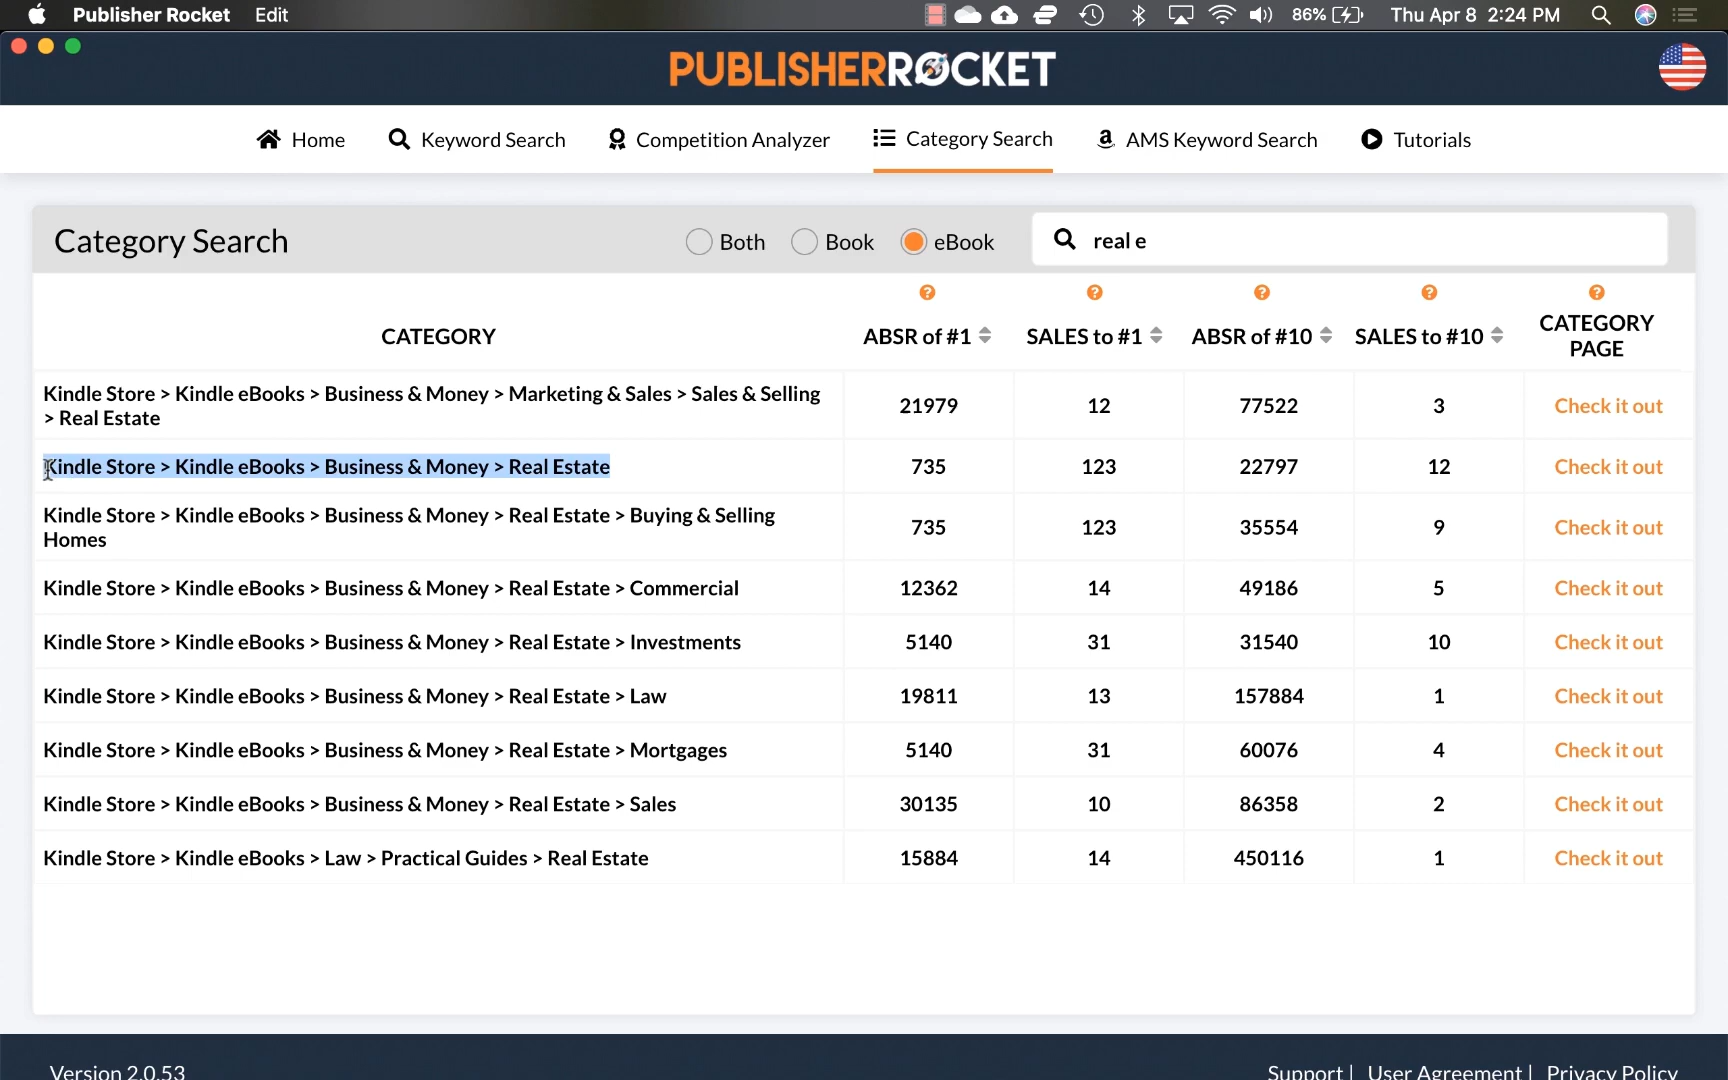 Publisher Rocket Edit 86% Thu Apr 8 2:24 PM
PUBLISHERROCKET
Home Keyword Search Competition Analyzer Category Search AMS Keyword Search Tutorials
Category Search Both Book eBook real e
? ? ? ? ?
CATEGORY ABSR of #1 SALES to #1 ABSR of #10 SALES to #10 CATEGORY
PAGE
Kindle Store > Kindle eBooks > Business & Money > Marketing & Sales > Sales & Selling
> Real Estate 21979 12 77522 3 Check it out
Kindle Store > Kindle eBooks > Business & Money > Real Estate 735 123 22797 12 Check it out
Kindle Store > Kindle eBooks > Business & Money > Real Estate > Buying & Selling
Homes 735 123 35554 9 Check it out
Kindle Store > Kindle eBooks > Business & Money > Real Estate > Commercial 12362 14 49186 5 Check it out
Kindle Store > Kindle eBooks > Business & Money > Real Estate > Investments 5140 31 31540 10 Check it out
Kindle Store > Kindle eBooks > Business & Money > Real Estate > Law 19811 13 157884 1 Check it out
Kindle Store > Kindle eBooks > Business & Money > Real Estate > Mortgages 5140 31 60076 4 Check it out
Kindle Store > Kindle eBooks > Business & Money > Real Estate > Sales 30135 10 86358 2 Check it out
Kindle Store > Kindle eBooks > Law > Practical Guides > Real Estate 15884 14 450116 1 Check it out
Version 2.0.53 Support | User Agreement | Privacy Policy